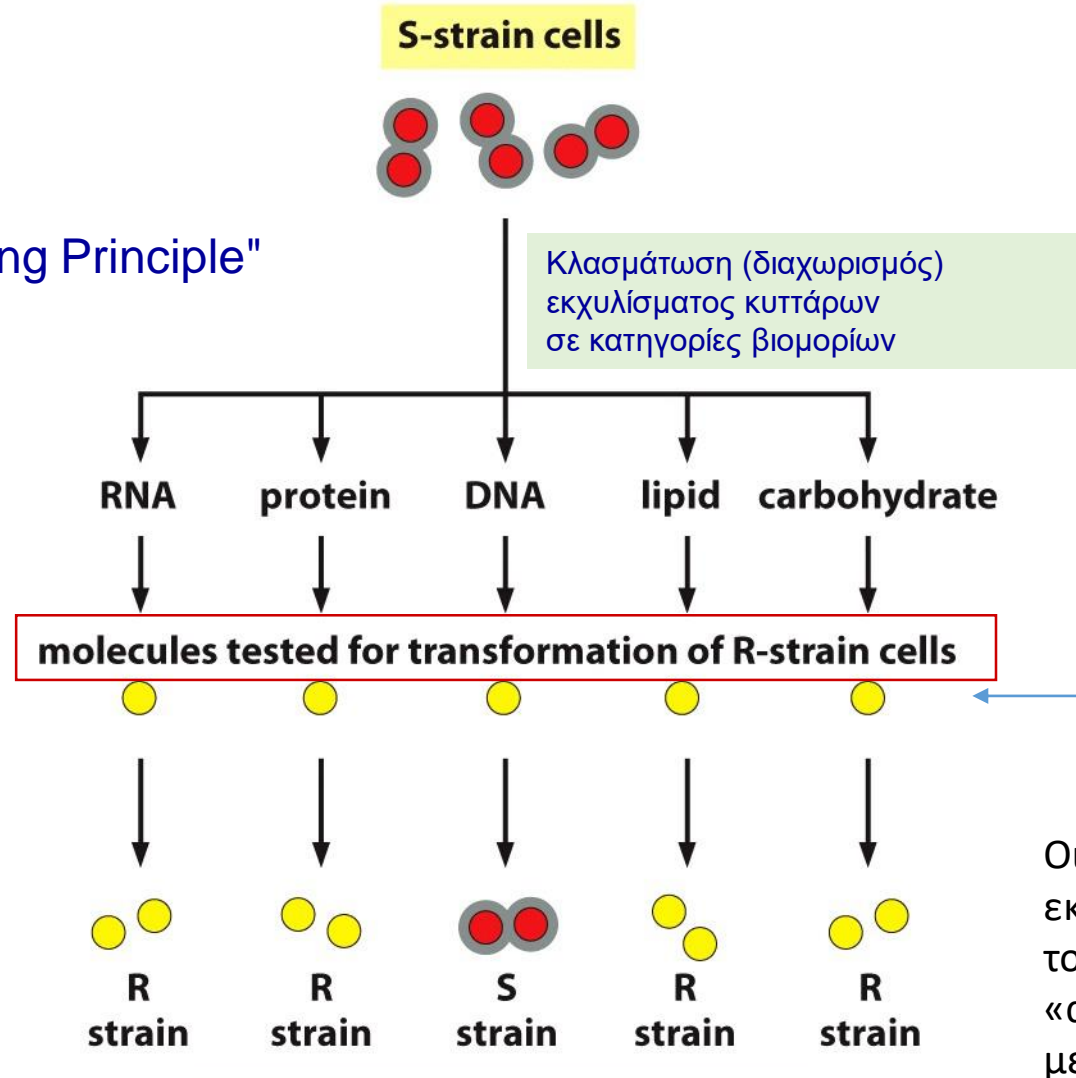 S-strain cells
ng Principle"
Κλασμάτωση (διαχωρισμός)
εκχυλίσματος κυττάρων
σε κατηγορίες βιομορίων
RNA protein DNA lipid carbohydrate
molecules tested for transformation of R-strain cells
R R S R R
strain strain strain strain strain